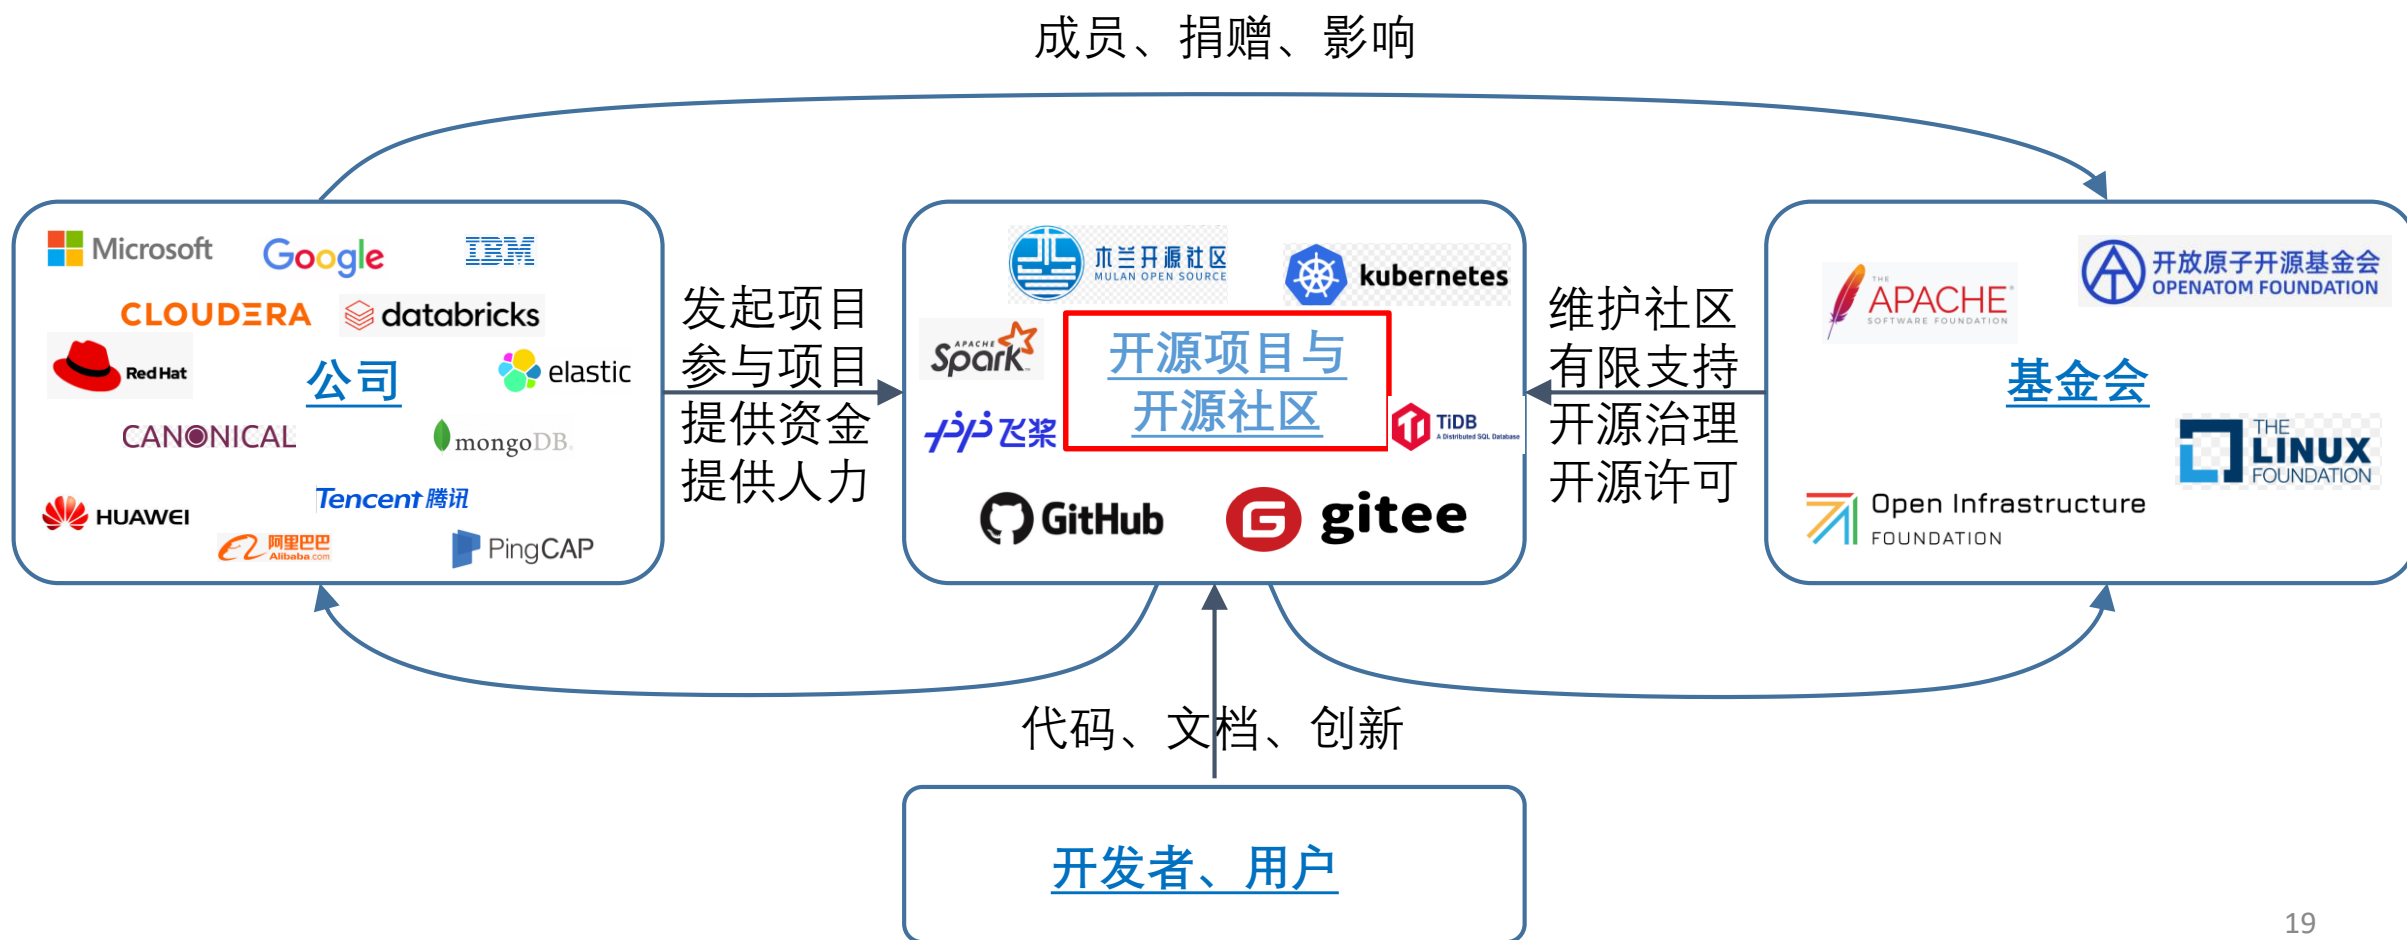 成员、捐赠、影响
Microsoft
Google
IBM
CLOUDERA
databricks
Red Hat
公司
elastic
CANONICAL
mongoDB.
Tencent 腾讯
HUAWEI
阿里巴巴
Alibaba.com
PingCAP
发起项目
参与项目
提供资金
提供人力
木兰开源社区
MULAN OPEN SOURCE
kubernetes
APACHE
Spark
开源项目与
开源社区
飞桨
TiDB
A Distributed SQL Database
GitHub
gitee
维护社区
有限支持
开源治理
开源许可
THE
APACHE
SOFTWARE FOUNDATION
开放原子开源基金会
OPENATOM FOUNDATION
基金会
THE
LINUX
FOUNDATION
Open Infrastructure
FOUNDATION
代码、文档、创新
开发者、用户
19